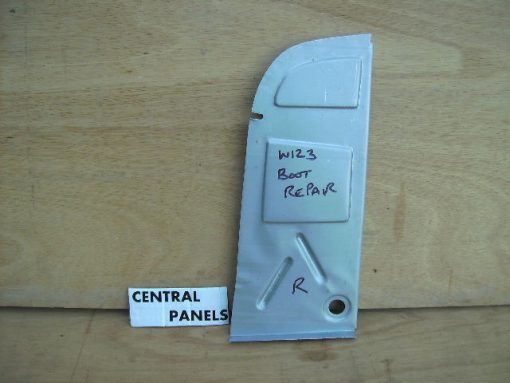 W123
BOOT
REPAIR
R
CENTRAL
PANELS